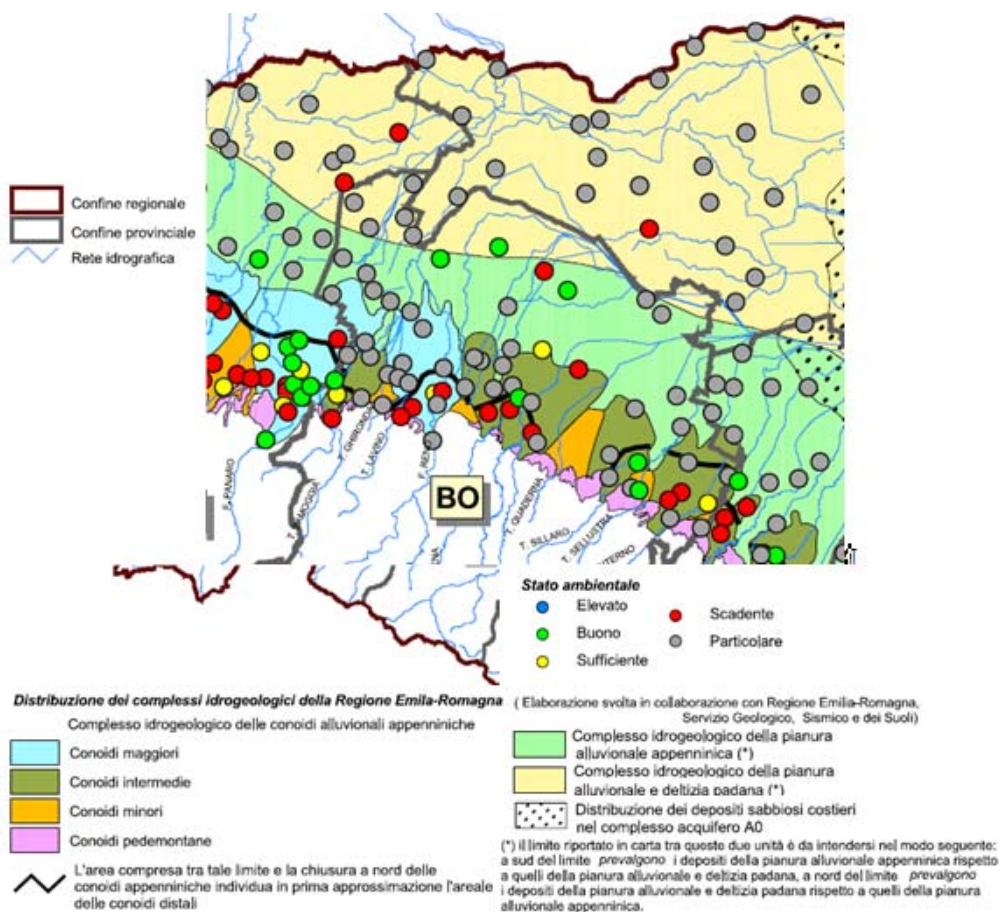 Confine regionale
Confine provinciale
Rete idrografica
F. PANARO
T. SAMOGGIA
T. GHIRONDA
T. LAVINO
F. RENO
BO
T. QUADERNA
T. SILLARO
T. SELLUSTRA
Stato ambientale
Elevato
Buono
Sufficiente
Scadente
Particolare
Distribuzione dei complessi idrogeologici della Regione Emila-Romagna
( Elaborazione svolta in collaborazione con Regione Emilia-Romagna,
Servizio Geologico, Sismico e dei Suoli)
Complesso idrogeologico delle conoidi alluvionali appenniniche
Conoidi maggiori
Conoidi intermedie
Conoidi minori
Conoidi pedemontane
L'area compresa tra tale limite e la chiusura a nord delle
conoidi appenniniche individua in prima approssimazione l'areale
delle conoidi distali
Complesso idrogeologico della pianura
alluvionale appenninica (*)
Complesso idrogeologico della pianura
alluvionale e deltizia padana (*)
Distribuzione dei depositi sabbiosi costieri
nel complesso acquifero A0
(*) il limite riportato in carta tra queste due unità è da intendersi nel modo seguente:
a sud del limite prevalgono i depositi della pianura alluvionale appenninica rispetto
a quelli della pianura alluvionale e deltizia padana, a nord del limite prevalgono
i depositi della pianura alluvionale e deltizia padana rispetto a quelli della pianura
alluvionale appenninica.